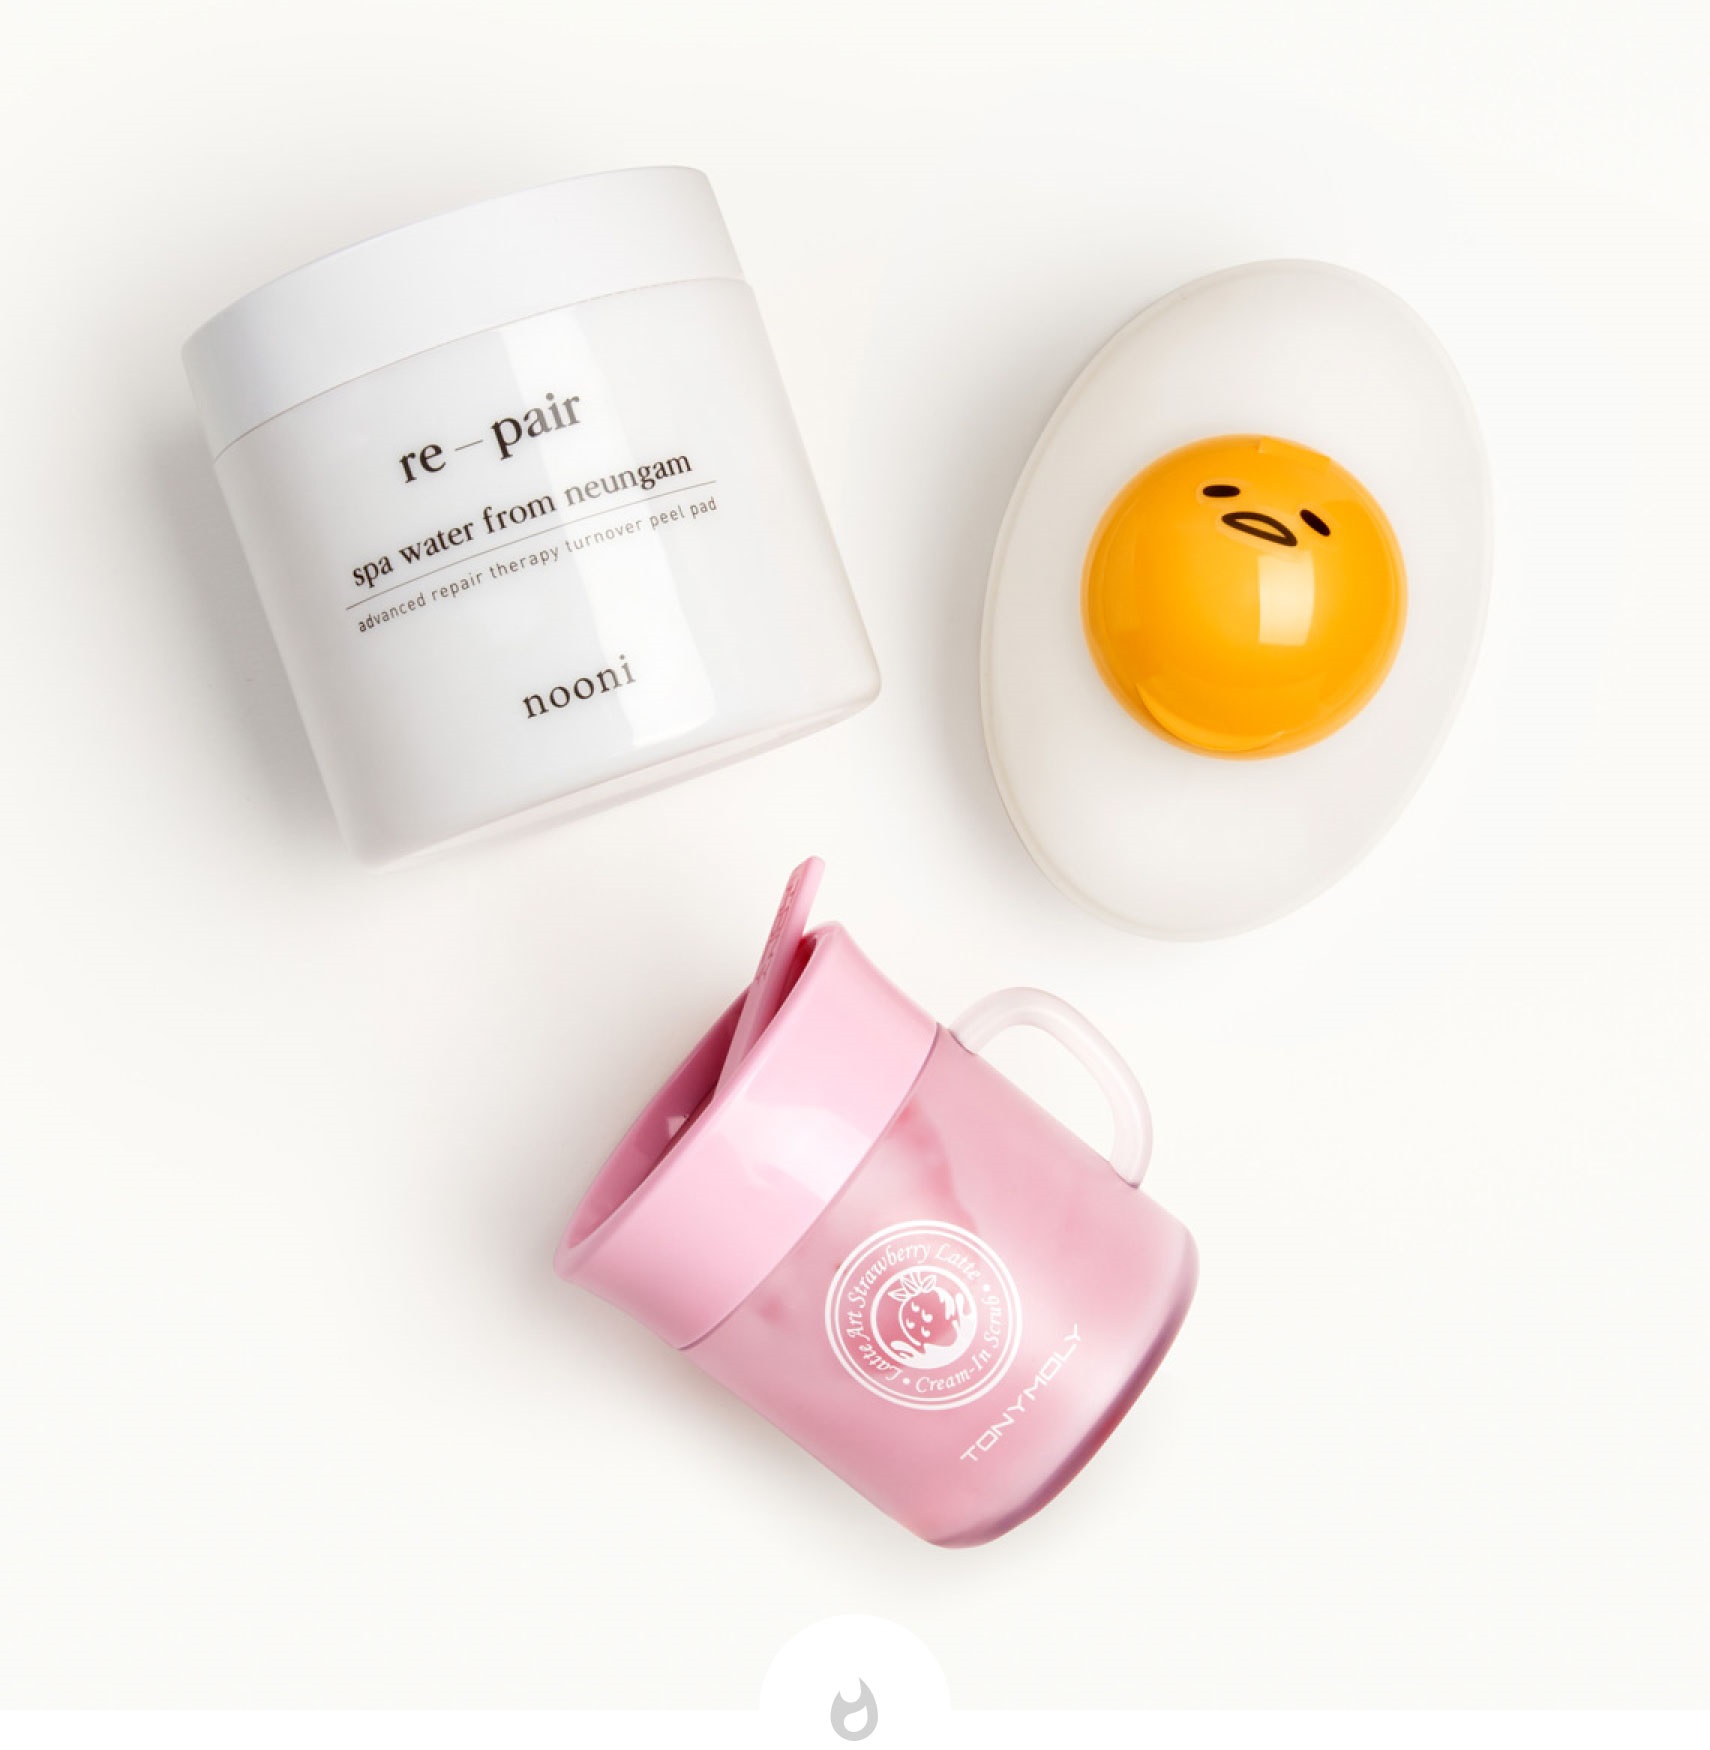 re – pair
spa water from neungam
advanced repair therapy turnover peel pad
nooni
Latte Art Strawberry Latte • Cream-In Scrub •
TONYMOLY